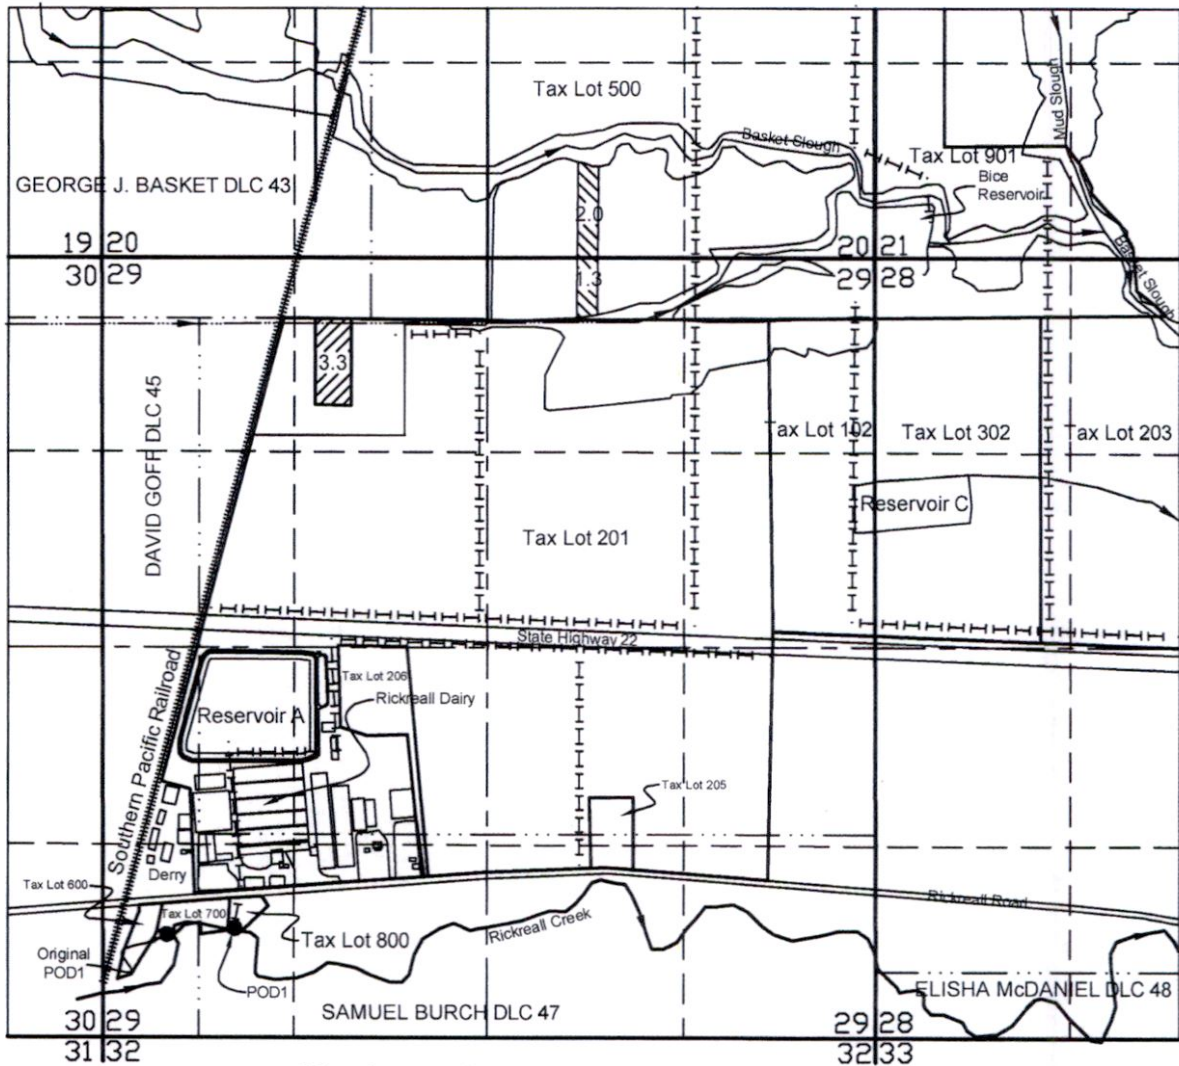 Tax Lot 500
Mud Slough
Basket Slough
Tax Lot 901
Bice
Reservoir
GEORGE J. BASKET DLC 43
2.0
19 20
20 21
30 29
1.3
29 28
Basket Slough
3.3
DAVID GOFF DLC 45
Tax Lot 102
Tax Lot 302
Tax Lot 203
Reservoir C
Tax Lot 201
State Highway 22
Southern Pacific Railroad
Tax Lot 206
Rickreall Dairy
Reservoir A
Tax Lot 205
Derry
Tax Lot 600
Rickreall Road
Tax Lot 700
Rickreall Creek
Tax Lot 800
Original
POD1
POD1
ELISHA McDANIEL DLC 48
SAMUEL BURCH DLC 47
30 29
29 28
31 32
32 33